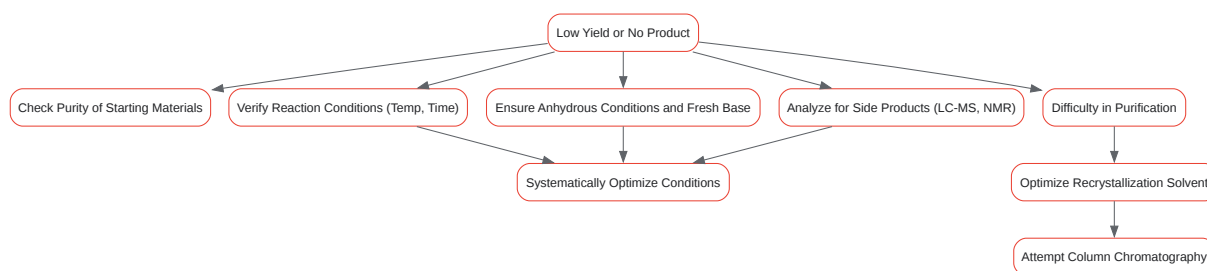 Low Yield or No Product
Check Purity of Starting Materials
Verify Reaction Conditions (Temp, Time)
Ensure Anhydrous Conditions and Fresh Base
Analyze for Side Products (LC-MS, NMR)
Difficulty in Purification
Systematically Optimize Conditions
Optimize Recrystallization Solvent
Attempt Column Chromatography